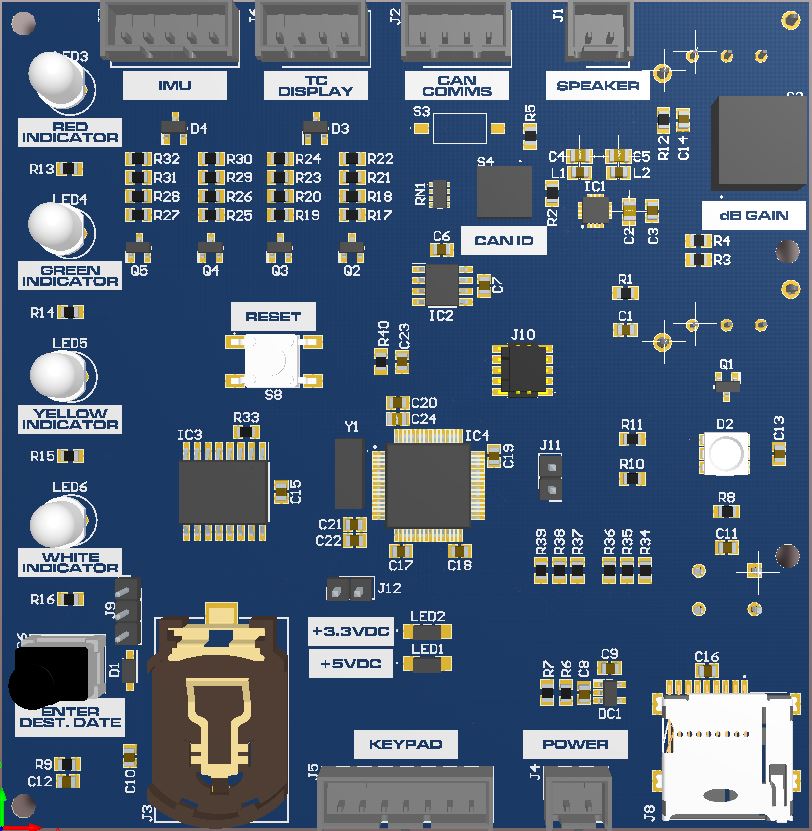 J2
J1
LED3
IMU
TC
DISPLAY
CAN
COMMS
SPEAKER
RED
INDICATOR
D4
D3
S3
R5
R12
C14
R13
R32
R30
R24
R22
R31
R29
R23
R21
R28
R26
R20
R18
R27
R25
R19
R17
RN1
S4
R2
C4
C5
L1
L2
IC1
C2
C3
dB GAIN
LED4
GREEN
INDICATOR
Q5
Q4
Q3
Q2
CAN ID
C6
C7
IC2
R4
R3
R1
C1
R14
RESET
S8
R40
C23
J10
Q1
LED5
YELLOW
INDICATOR
C20
C24
R33
IC3
Y1
IC4
C19
J11
R11
R10
D2
C13
R15
C15
LED6
WHITE
INDICATOR
C21
C22
C17
C18
R39
R38
R37
R36
R35
R34
R8
C11
R16
J9
J12
+3.3VDC
LED2
+5VDC
LED1
D1
ENTER
DEST. DATE
C9
R7
R6
C8
DC1
C16
KEYPAD
POWER
R9
C12
C10
J3
J5
J4
J8